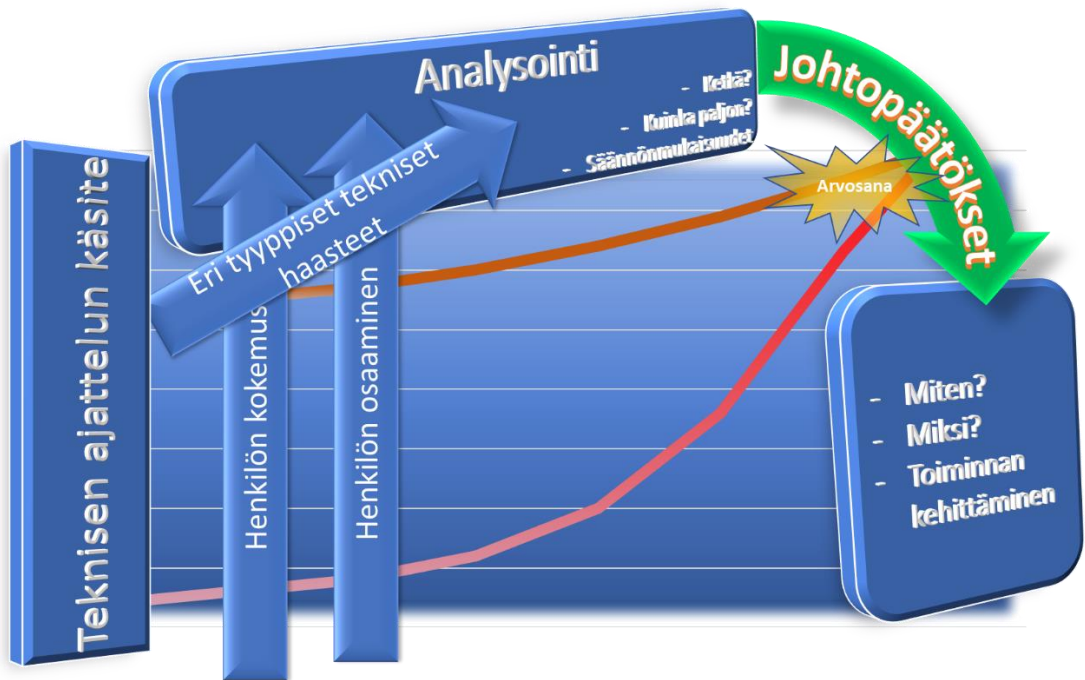 Teknisen ajattelun käsite
Analysointi
- Ketkä?
- Kuinka paljon?
- Säännönmukaisuudet
Eri tyyppiset tekniset
haasteet
Henkilön kokemus
Henkilön osaaminen
Arvosana
Johtopäätökset
- Miten?
- Miksi?
- Toiminnan
kehittäminen